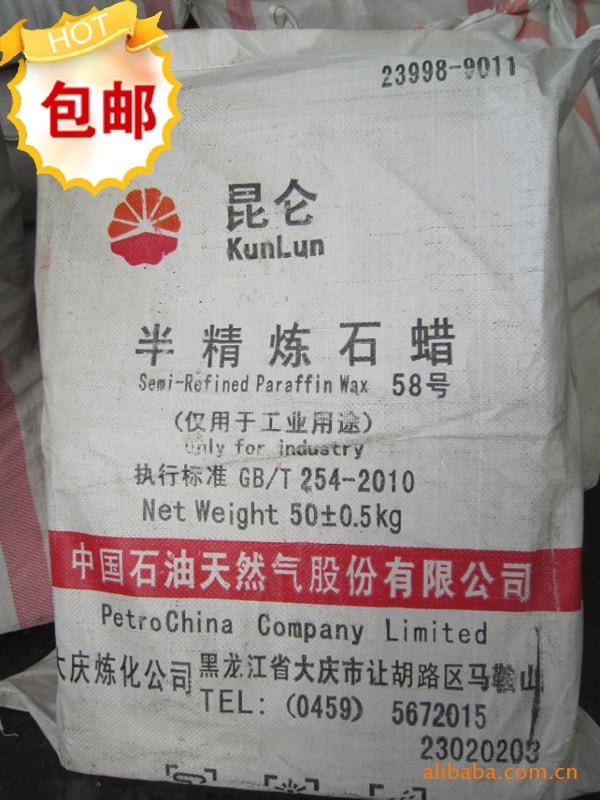 HOT
包邮
23998-9011
昆仑
KunLun
半精炼石蜡
Semi-Refined Paraffin Wax 58号
(仅用于工业用途)
Only for industry
执行标准 GB/T 254-2010
Net Weight 50±0.5kg
中国石油天然气股份有限公司
PetroChina Company Limited
大庆炼化公司 黑龙江省大庆市让胡路区马鞍山
TEL: (0459) 5672015
23020203
alibaba.com.cn